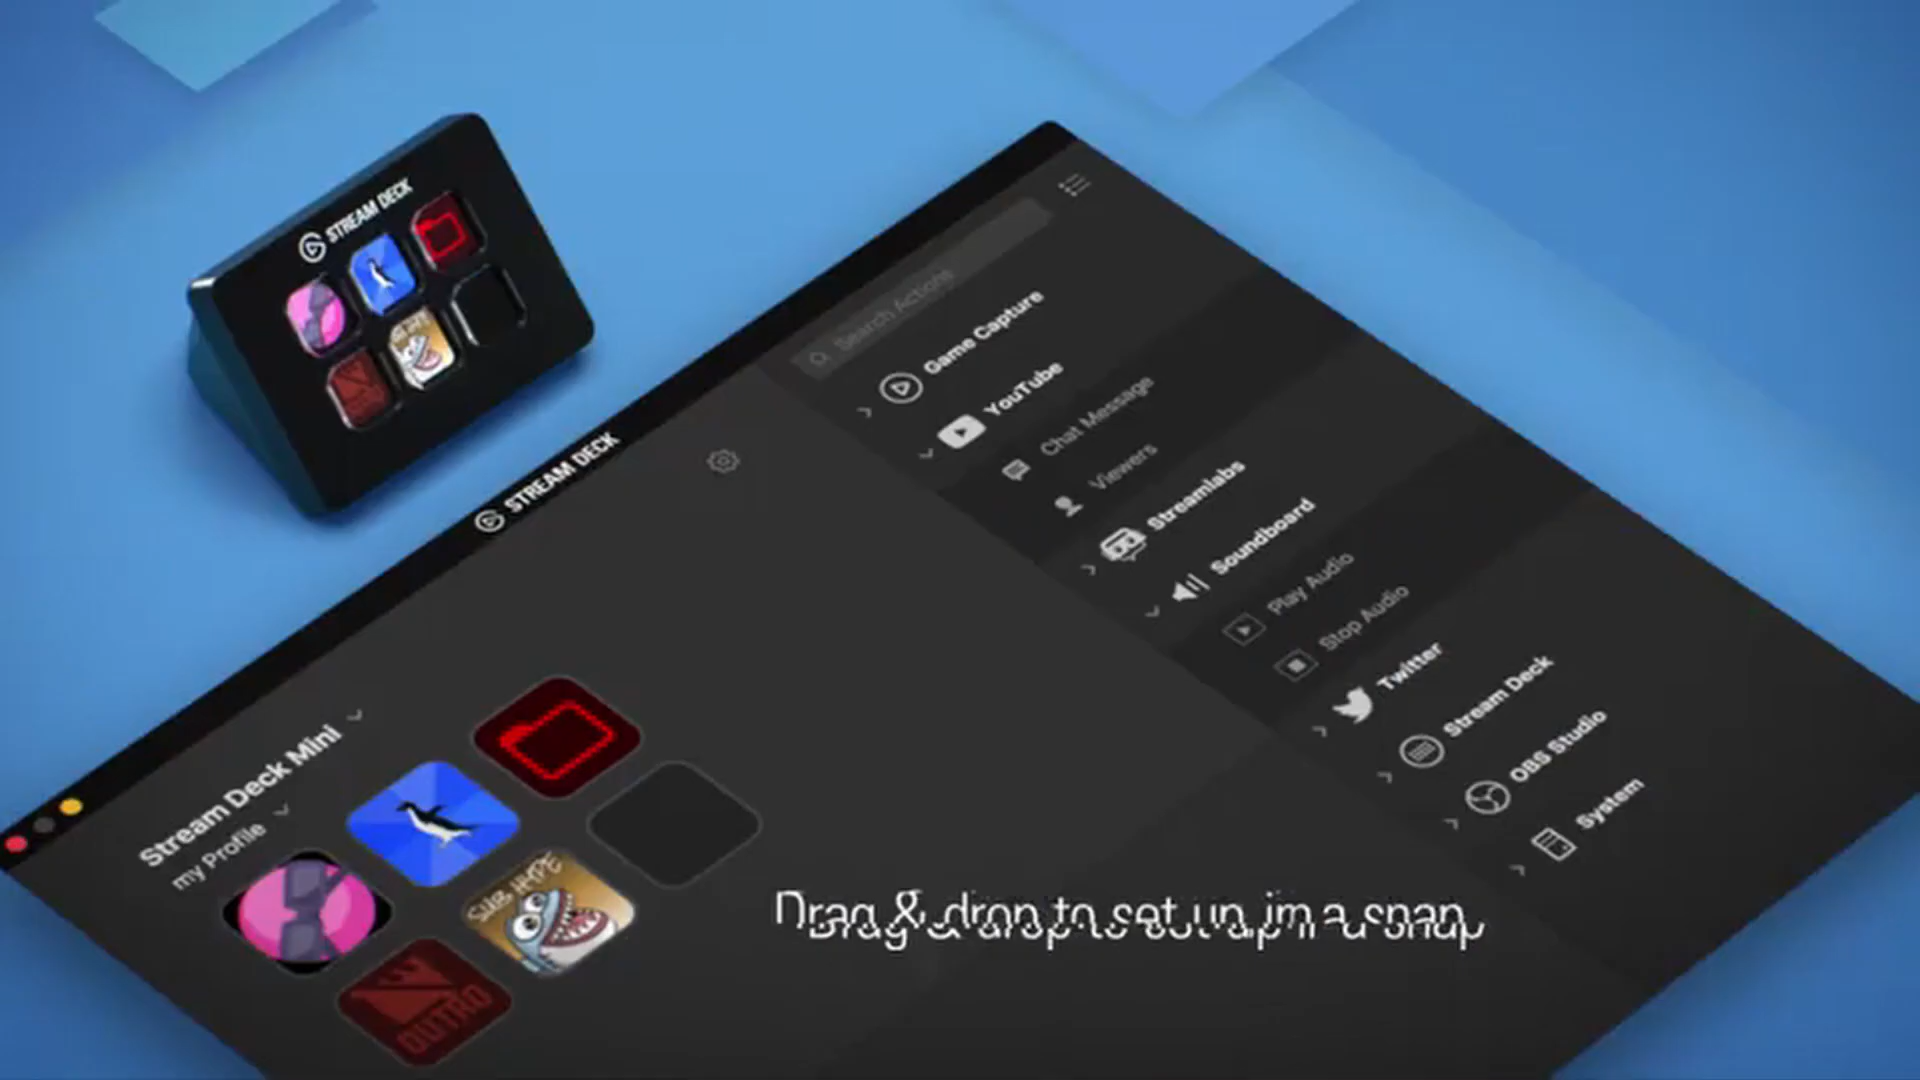 STREAM DECK
SUB HYPE
STREAM DECK
Search Actions
Game Capture
YouTube
Chat Message
Viewers
Streamlabs
Soundboard
Play Audio
Stop Audio
Twitter
Stream Deck
OBS Studio
System
Stream Deck Mini
my Profile
SUB HYPE
OUTRO
Drag & drop to set up in a snap